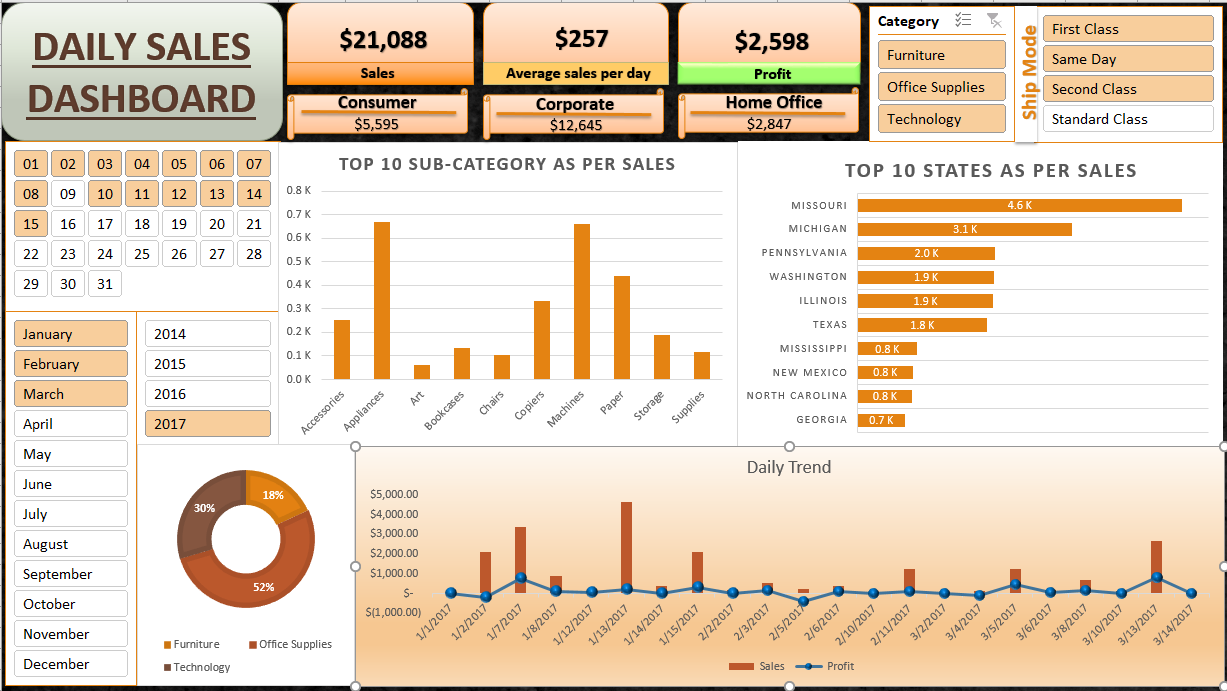 DAILY SALES
DASHBOARD
$21,088
Sales
$257
Average sales per day
$2,598
Profit
Consumer
$5,595
Corporate
$12,645
Home Office
$2,847
Category
Furniture
Office Supplies
Technology
Ship Mode
First Class
Same Day
Second Class
Standard Class
01 02 03 04 05 06 07
08 09 10 11 12 13 14
15 16 17 18 19 20 21
22 23 24 25 26 27 28
29 30 31
January
February
March
April
May
June
July
August
September
October
November
December
2014
2015
2016
2017
TOP 10 SUB-CATEGORY AS PER SALES
0.8 K
0.7 K
0.6 K
0.5 K
0.4 K
0.3 K
0.2 K
0.1 K
0.0 K
Accessories
Appliances
Art
Bookcases
Chairs
Copiers
Machines
Paper
Storage
Supplies
TOP 10 STATES AS PER SALES
MISSOURI 4.6 K
MICHIGAN 3.1 K
PENNSYLVANIA 2.0 K
WASHINGTON 1.9 K
ILLINOIS 1.9 K
TEXAS 1.8 K
MISSISSIPPI 0.8 K
NEW MEXICO 0.8 K
NORTH CAROLINA 0.8 K
GEORGIA 0.7 K
18%
30%
52%
Furniture Office Supplies
Technology
Daily Trend
$5,000.00
$4,000.00
$3,000.00
$2,000.00
$1,000.00
$-
$(1,000.00)
1/1/2017
1/2/2017
1/7/2017
1/8/2017
1/12/2017
1/13/2017
1/14/2017
1/15/2017
2/2/2017
2/3/2017
2/5/2017
2/6/2017
2/10/2017
2/11/2017
3/2/2017
3/4/2017
3/5/2017
3/6/2017
3/8/2017
3/10/2017
3/13/2017
3/14/2017
Sales Profit